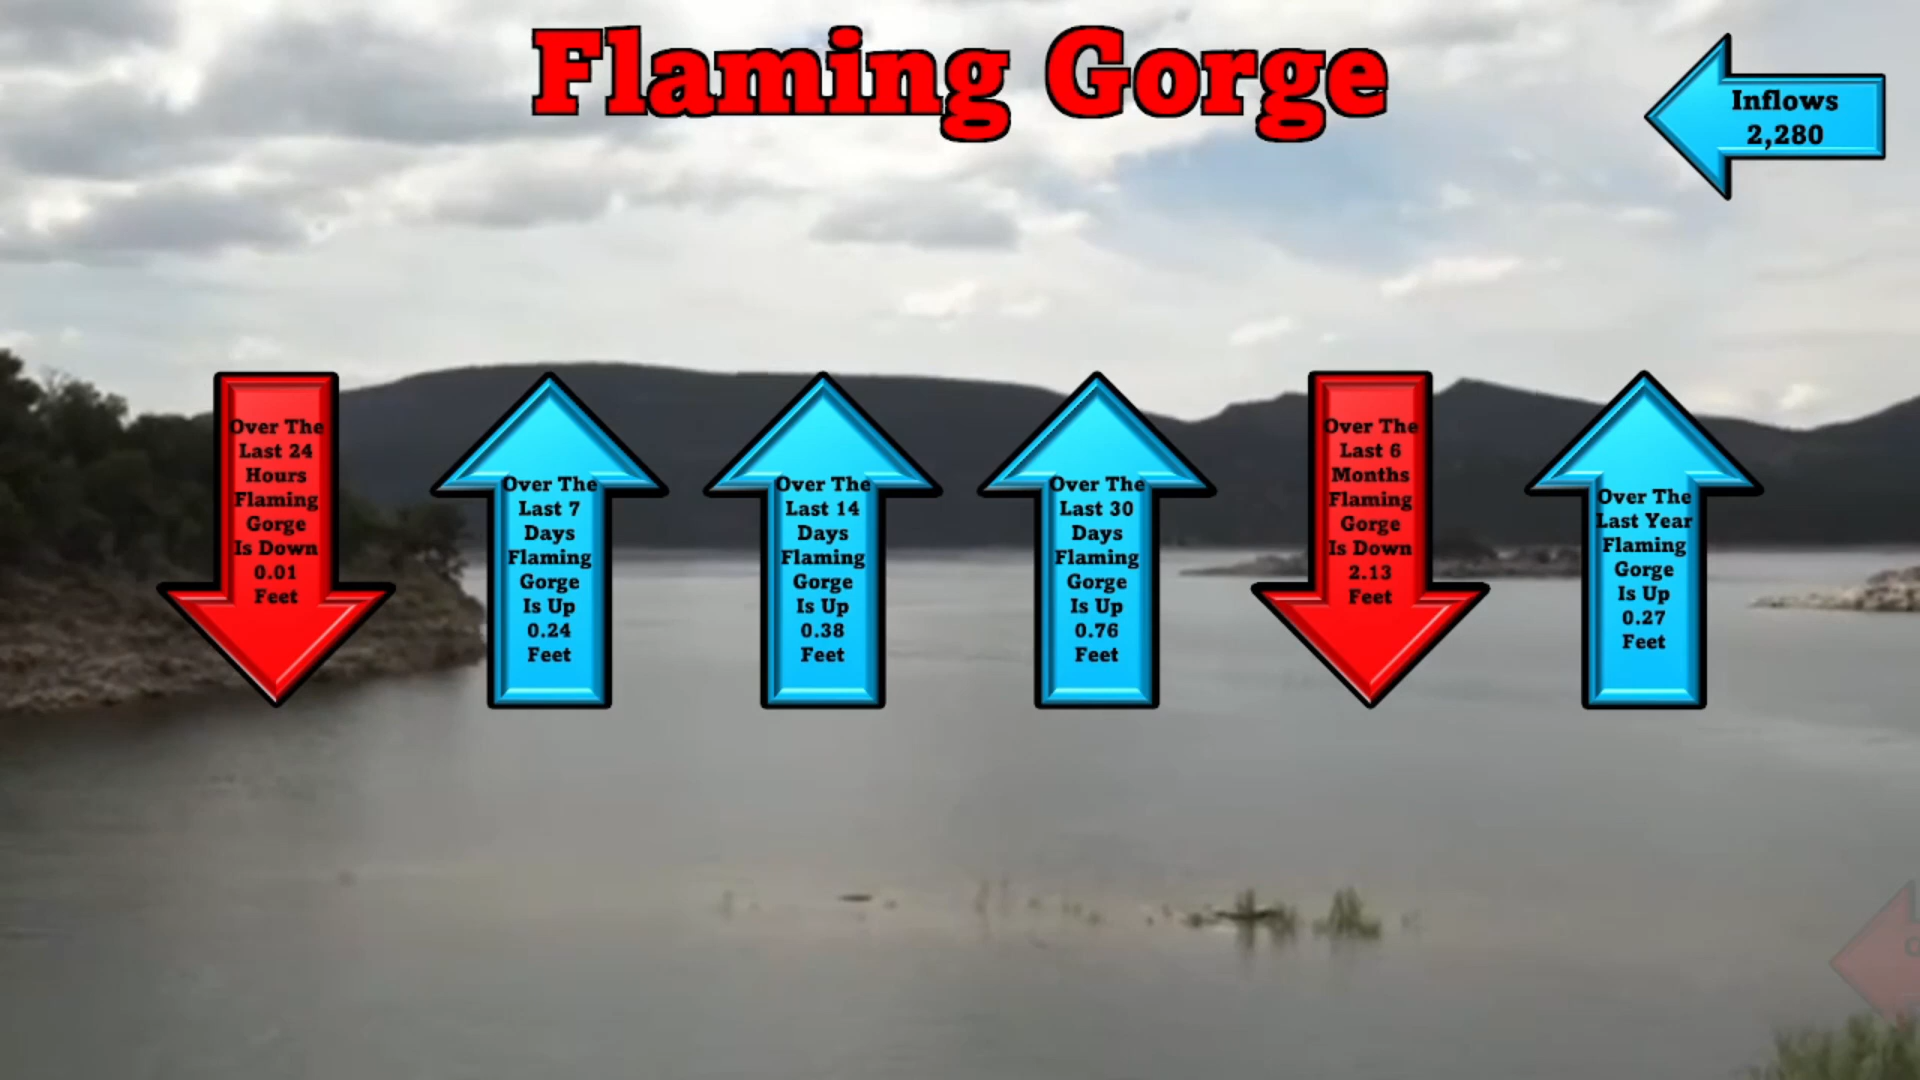 Flaming Gorge
Inflows
2,280
Over The
Last 24
Hours
Flaming
Gorge
Is Down
0.01
Feet
Over The
Last 7
Days
Flaming
Gorge
Is Up
0.24
Feet
Over The
Last 14
Days
Flaming
Gorge
Is Up
0.38
Feet
Over The
Last 30
Days
Flaming
Gorge
Is Up
0.76
Feet
Over The
Last 6
Months
Flaming
Gorge
Is Down
2.13
Feet
Over The
Last Year
Flaming
Gorge
Is Up
0.27
Feet